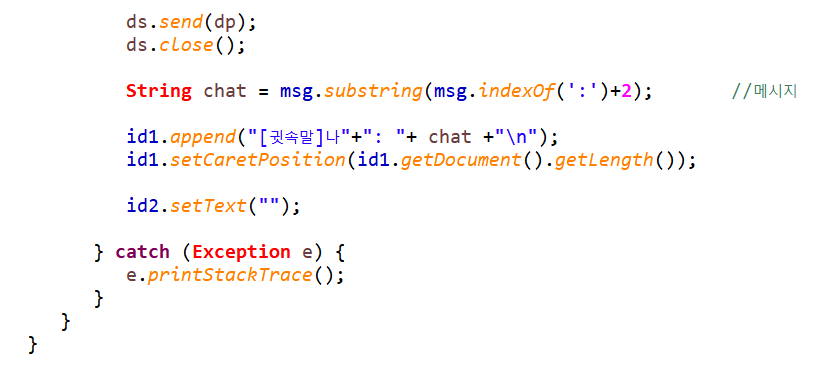 ds.send(dp);
ds.close();
String chat = msg.substring(msg.indexOf(':')+2); //메시지
id1.append("[귓속말]나"+": "+ chat +"\n");
id1.setCaretPosition(id1.getDocument().getLength());
id2.setText("");
} catch (Exception e) {
e.printStackTrace();
}
}
}